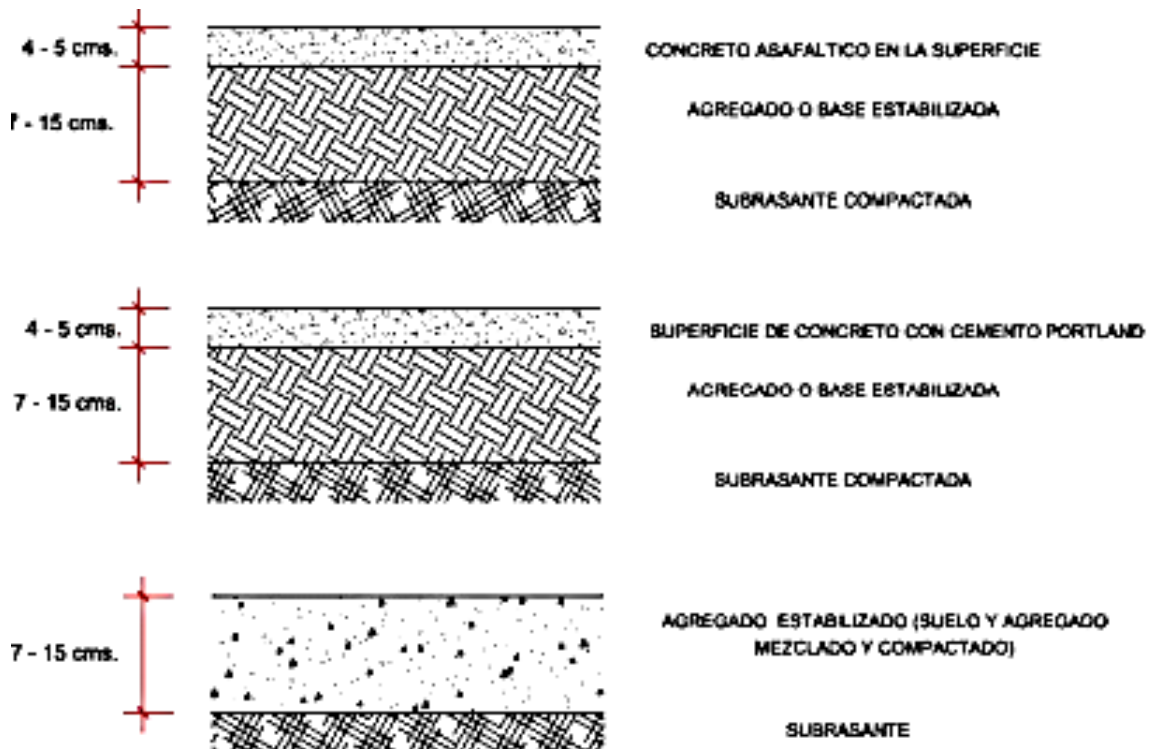 4 - 5 cms.
CONCRETO ASAFALTICO EN LA SUPERFICIE
7 - 15 cms.
AGREGADO O BASE ESTABILIZADA
SUBRASANTE COMPACTADA
4 - 5 cms.
SUPERFICIE DE CONCRETO CON CEMENTO PORTLAND
7 - 15 cms.
AGREGADO O BASE ESTABILIZADA
SUBRASANTE COMPACTADA
7 - 15 cms.
AGREGADO ESTABILIZADO (SUELO Y AGREGADO
MEZCLADO Y COMPACTADO)
SUBRASANTE